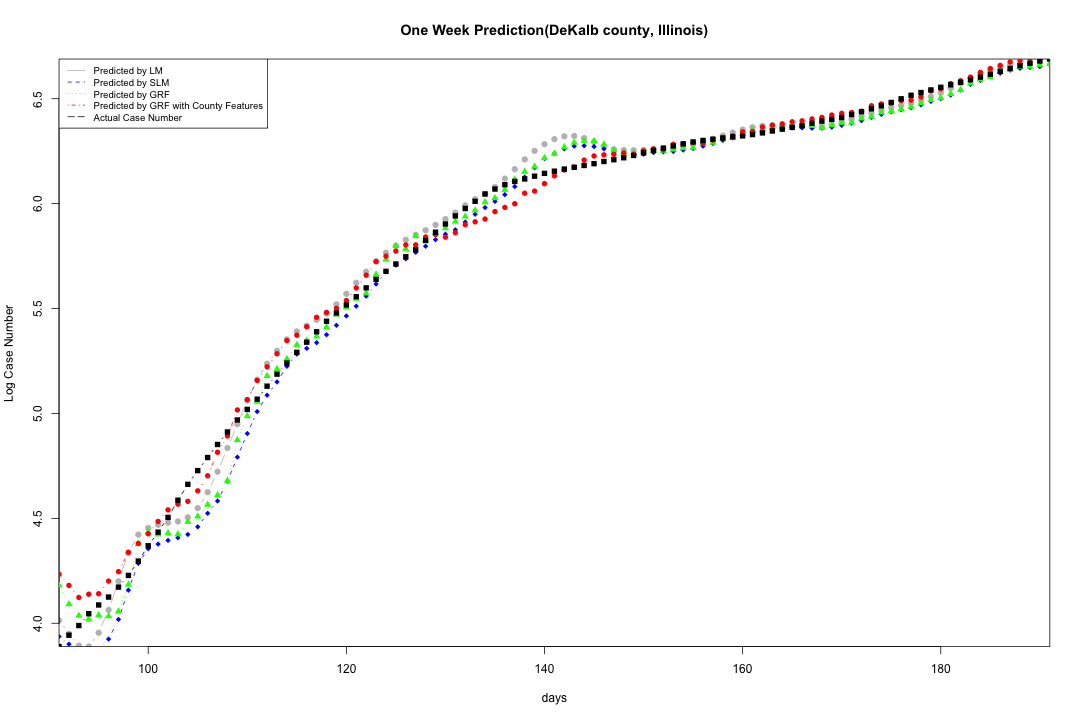 One Week Prediction(DeKalb county, Illinois)
Predicted by LM
Predicted by SLM
Predicted by GRF
Predicted by GRF with County Features
Actual Case Number
Log Case Number
6.5
6.0
5.5
5.0
4.5
4.0
100 120 140 160 180
days